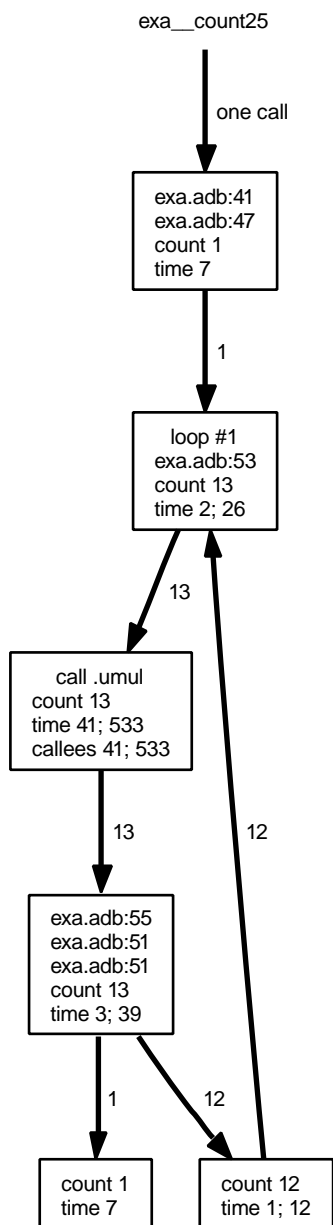 exa__count25
one call
exa.adb:41
exa.adb:47
count 1
time 7
1
loop #1
exa.adb:53
count 13
time 2; 26
13
call .umul
count 13
time 41; 533
callees 41; 533
13
12
exa.adb:55
exa.adb:51
exa.adb:51
count 13
time 3; 39
1
12
count 1
time 7
count 12
time 1; 12